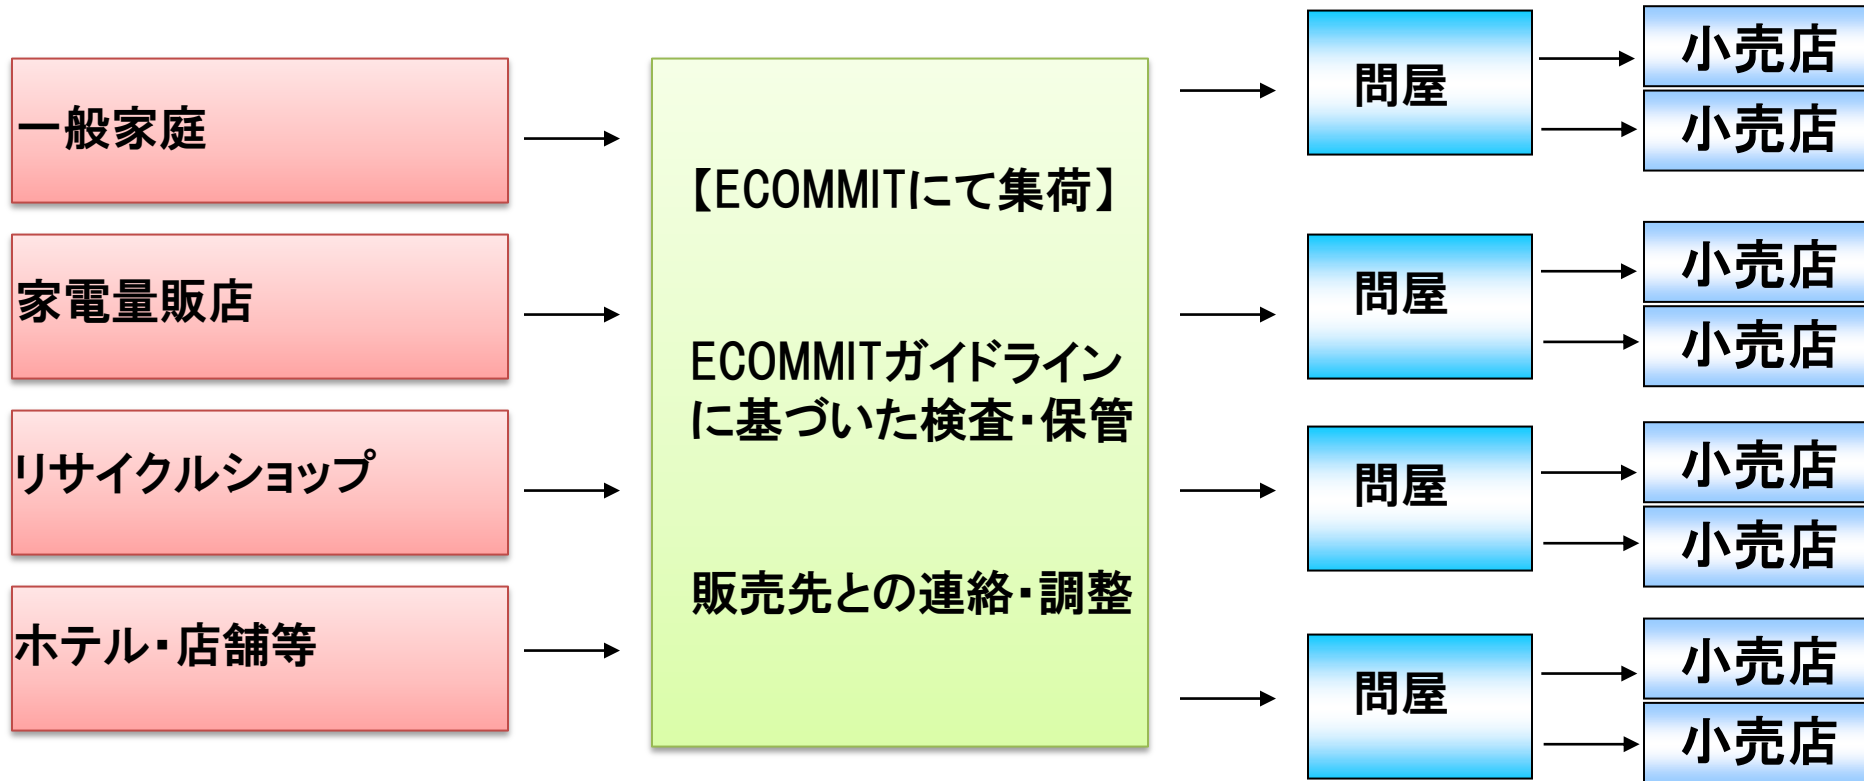 一般家庭
家電量販店
リサイクルショップ
ホテル・店舗等
【ECOMMITにて集荷】
ECOMMITガイドライン
に基づいた検査・保管
販売先との連絡・調整
問屋
小売店
小売店
問屋
小売店
小売店
問屋
小売店
小売店
問屋
小売店
小売店